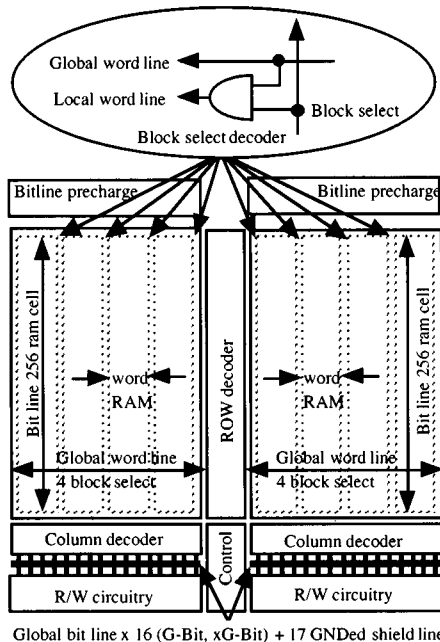 Global word line
Local word line
Block select
Block select decoder
Bitline precharge
Bitline precharge
Bit line 256 ram cell
word
RAM
Global word line
4 block select
ROW decoder
word
RAM
Global word line
4 block select
Bit line 256 ram cell
Column decoder
Control
Column decoder
R/W circuitry
R/W circuitry
Global bit line x 16 (G-Bit, xG-Bit) + 17 GNDed shield line